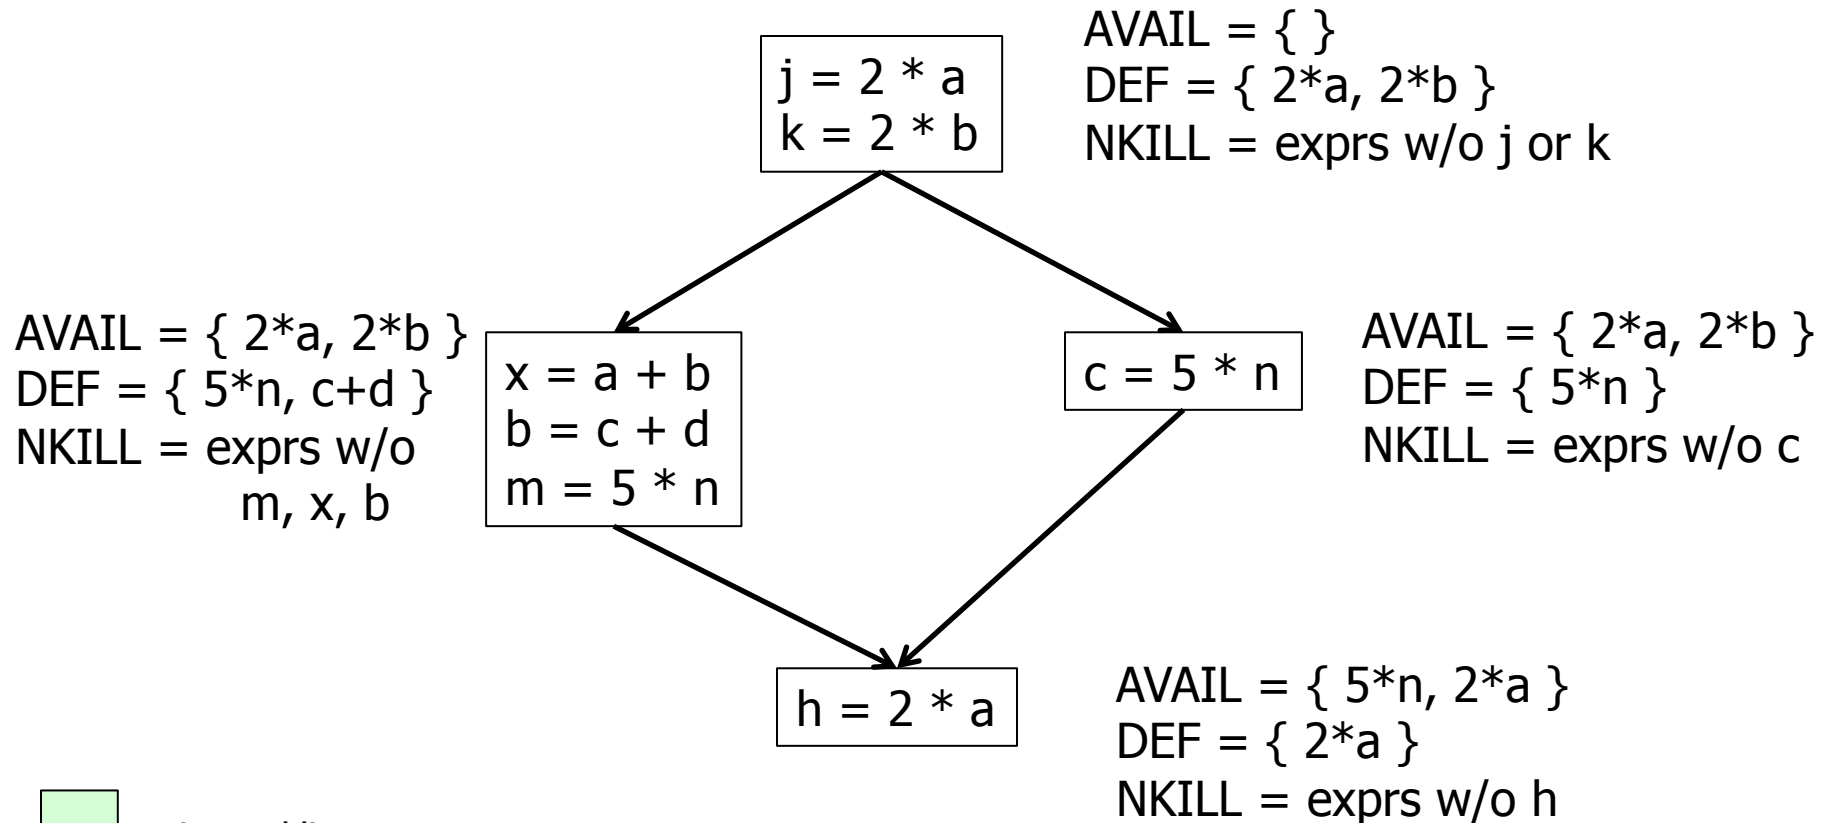 AVAIL = { }
DEF = { 2*a, 2*b }
NKILL = exprs w/o j or k
j = 2 * a
k = 2 * b
AVAIL = { 2*a, 2*b }
DEF = { 5*n, c+d }
NKILL = exprs w/o
m, x, b
x = a + b
b = c + d
m = 5 * n
c = 5 * n
AVAIL = { 2*a, 2*b }
DEF = { 5*n }
NKILL = exprs w/o c
h = 2 * a
AVAIL = { 5*n, 2*a }
DEF = { 2*a }
NKILL = exprs w/o h